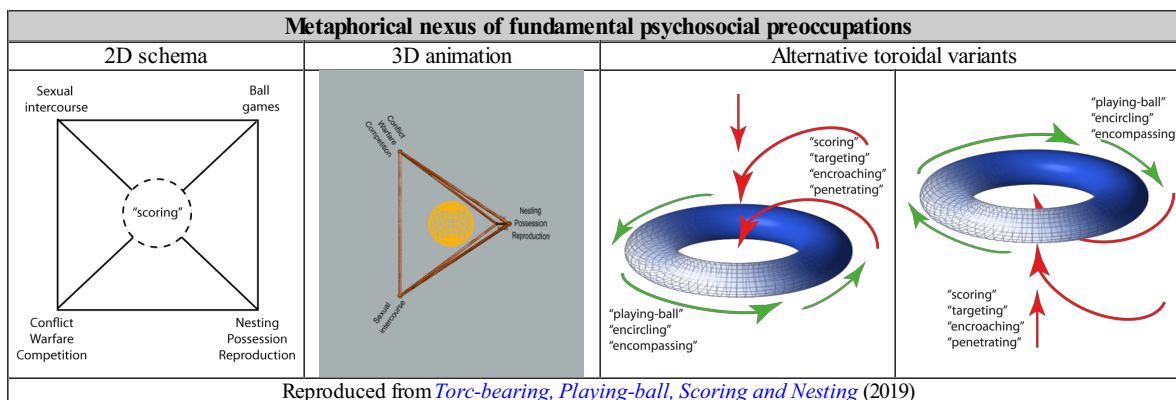 Metaphorical nexus of fundamental psychosocial preoccupations
2D schema
3D animation
Alternative toroidal variants
Sexual
intercourse
Ball
games
"scoring"
Conflict
Warfare
Competition
Nesting
Possession
Reproduction
Conflict
Warfare
Competition
Nesting
Possession
Reproduction
Sexual
intercourse
"scoring"
"targeting"
"encroaching"
"penetrating"
"playing-ball"
"encircling"
"encompassing"
"playing-ball"
"encircling"
"encompassing"
"scoring"
"targeting"
"encroaching"
"penetrating"
Reproduced from Torc-bearing, Playing-ball, Scoring and Nesting (2019)